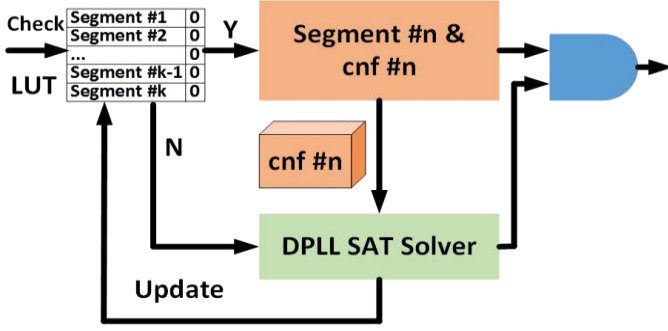 Check
LUT
Segment #1 0
Segment #2 0
... 0
Segment #k-1 0
Segment #k 0
Y
N
Segment #n &
cnf #n
cnf #n
DPLL SAT Solver
Update